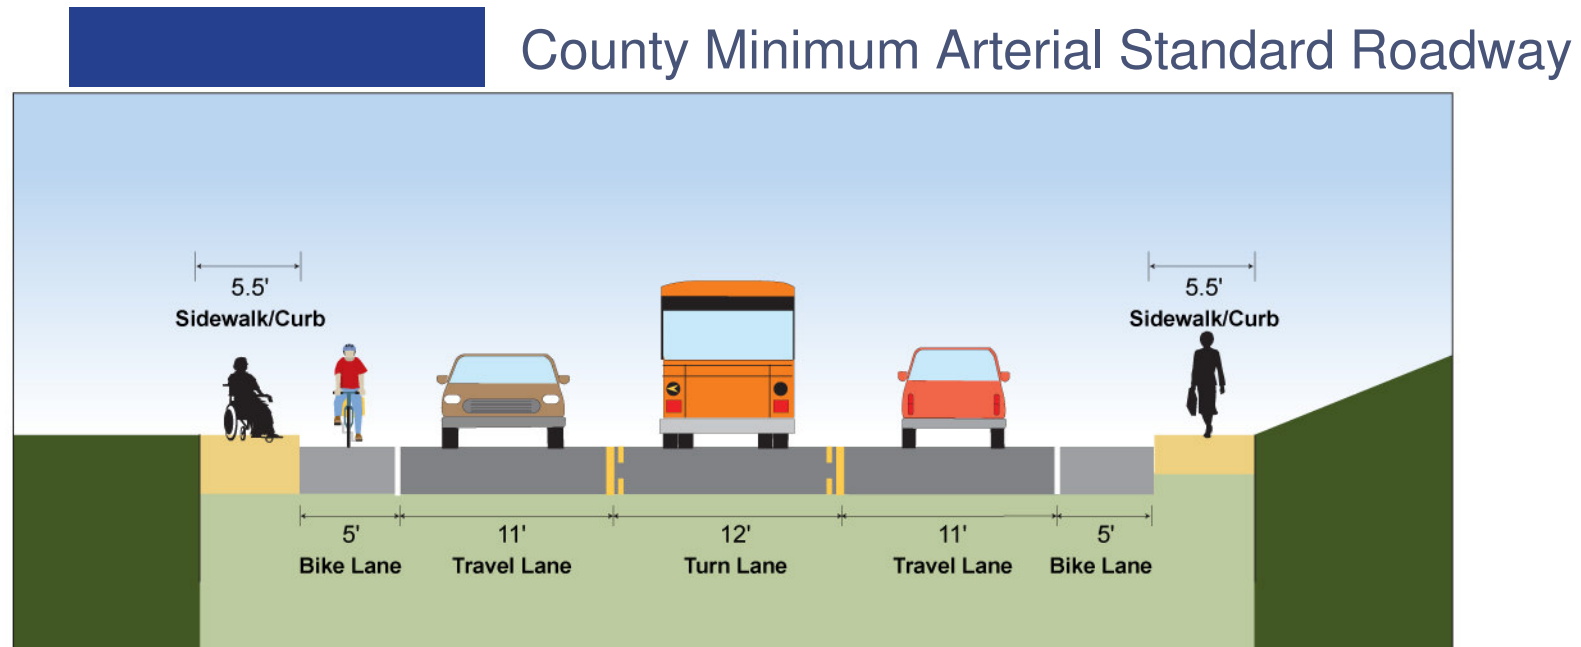 County Minimum Arterial Standard Roadway
5.5'
Sidewalk/Curb
5.5'
Sidewalk/Curb
5'
Bike Lane
11'
Travel Lane
12'
Turn Lane
11'
Travel Lane
5'
Bike Lane